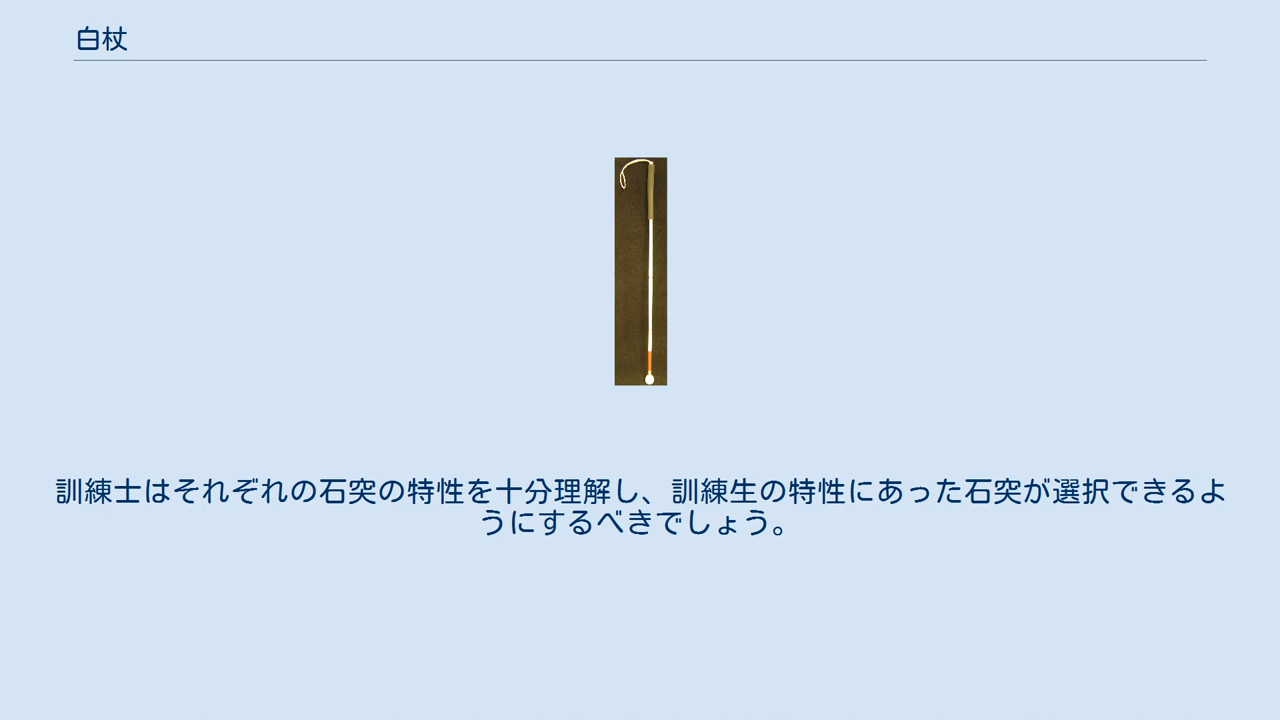 白杖
訓練士はそれぞれの石突の特性を十分理解し、訓練生の特性にあった石突が選択できるよ
うにするべきでしょう。